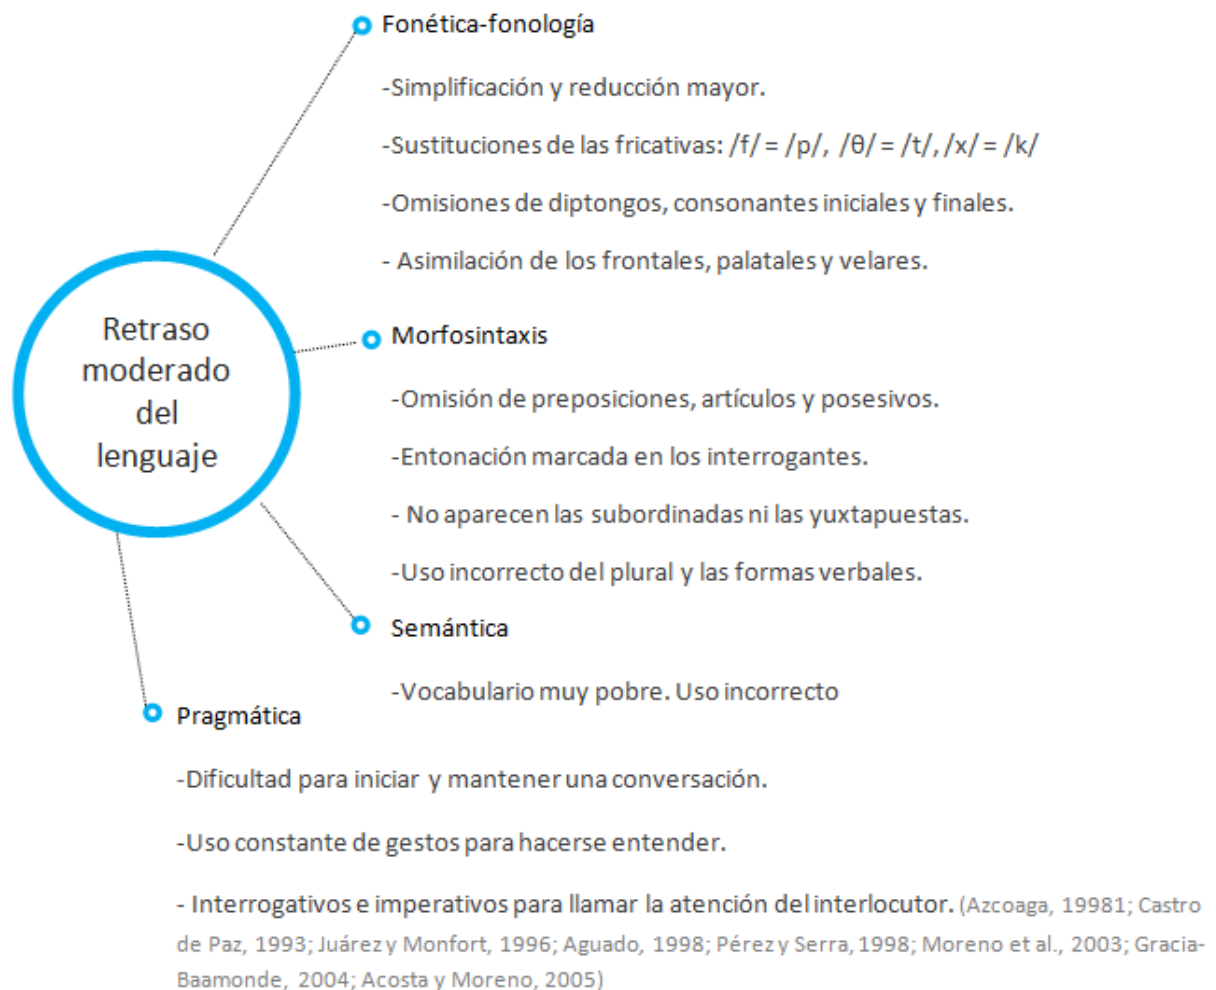 Fonética-fonología
-Simplificación y reducción mayor.
-Sustituciones de las fricativas: /f/ = /p/, /θ/ = /t/, /x/ = /k/
-Omisiones de diptongos, consonantes iniciales y finales.
- Asimilación de los frontales, palatales y velares.
Retraso
moderado
del
lenguaje
Morfosintaxis
-Omisión de preposiciones, artículos y posesivos.
-Entonación marcada en los interrogantes.
- No aparecen las subordinadas ni las yuxtapuestas.
-Uso incorrecto del plural y las formas verbales.
Semántica
-Vocabulario muy pobre. Uso incorrecto
Pragmática
-Dificultad para iniciar y mantener una conversación.
-Uso constante de gestos para hacerse entender.
- Interrogativos e imperativos para llamar la atención del interlocutor. (Azcoaga, 19981; Castro
de Paz, 1993; Juárez y Monfort, 1996; Aguado, 1998; Pérez y Serra, 1998; Moreno et al., 2003; Gracia-
Baamonde, 2004; Acosta y Moreno, 2005)